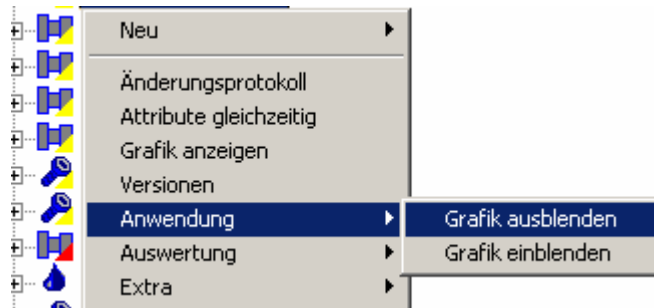 Neu
Änderungsprotokoll
Attribute gleichzeitig
Grafik anzeigen
Versionen
Anwendung
Grafik ausblenden
Auswertung
Grafik einblenden
Extra